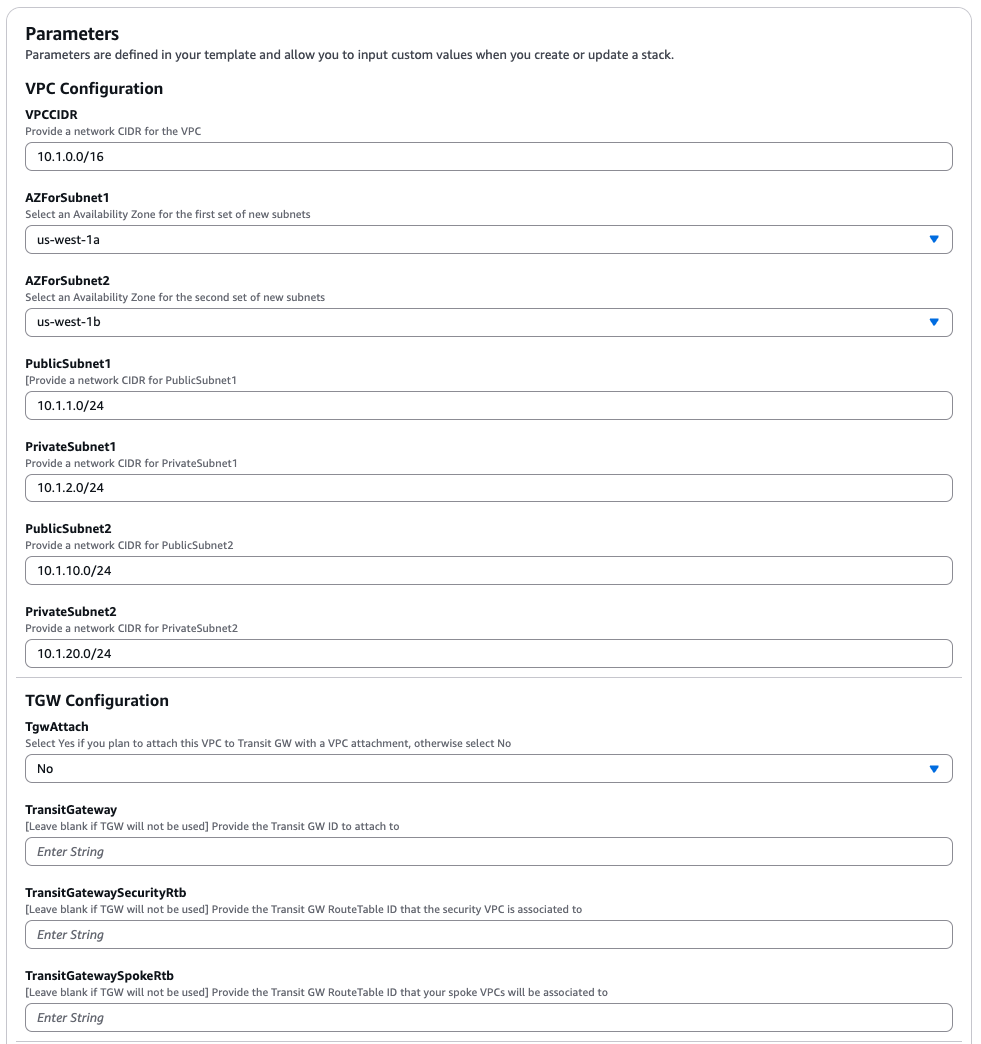 Parameters
Parameters are defined in your template and allow you to input custom values when you create or update a stack.
VPC Configuration
VPCCIDR
Provide a network CIDR for the VPC
10.1.0.0/16
AZForSubnet1
Select an Availability Zone for the first set of new subnets
us-west-1a
AZForSubnet2
Select an Availability Zone for the second set of new subnets
us-west-1b
PublicSubnet1
[Provide a network CIDR for PublicSubnet1
10.1.1.0/24
PrivateSubnet1
Provide a network CIDR for PrivateSubnet1
10.1.2.0/24
PublicSubnet2
Provide a network CIDR for PublicSubnet2
10.1.10.0/24
PrivateSubnet2
Provide a network CIDR for PrivateSubnet2
10.1.20.0/24
TGW Configuration
TgwAttach
Select Yes if you plan to attach this VPC to Transit GW with a VPC attachment, otherwise select No
No
TransitGateway
[Leave blank if TGW will not be used] Provide the Transit GW ID to attach to
Enter String
TransitGatewaySecurityRtb
[Leave blank if TGW will not be used] Provide the Transit GW RouteTable ID that the security VPC is associated to
Enter String
TransitGatewaySpokeRtb
[Leave blank if TGW will not be used] Provide the Transit GW RouteTable ID that your spoke VPCs will be associated to
Enter String